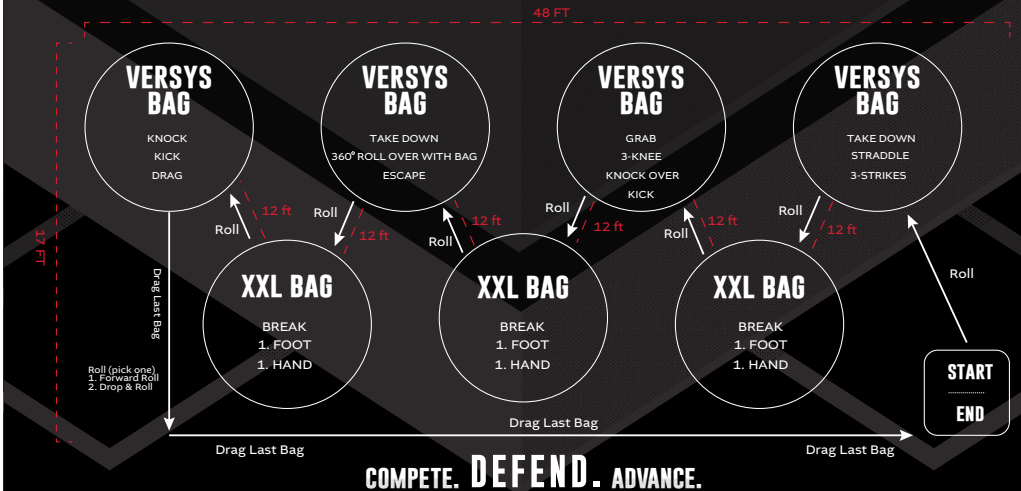 48 FT
17 FT
VERSYS
BAG
KNOCK
KICK
DRAG
VERSYS
BAG
TAKE DOWN
360° ROLL OVER WITH BAG
ESCAPE
VERSYS
BAG
GRAB
3-KNEE
KNOCK OVER
KICK
VERSYS
BAG
TAKE DOWN
STRADDLE
3-STRIKES
12 ft
Roll
Roll
12 ft
12 ft
Roll
Roll
12 ft
12 ft
Roll
Roll
12 ft
Roll
XXL BAG
BREAK
1. FOOT
1. HAND
XXL BAG
BREAK
1. FOOT
1. HAND
XXL BAG
BREAK
1. FOOT
1. HAND
Drag Last Bag
Roll (pick one)
1. Forward Roll
2. Drop & Roll
START
END
Drag Last Bag
Drag Last Bag
Drag Last Bag
COMPETE. DEFEND. ADVANCE.